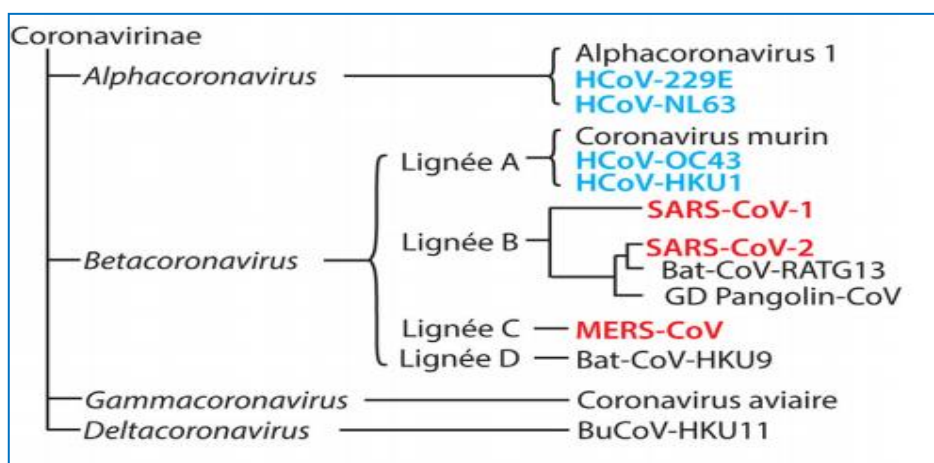 Coronavirinae
Alphacoronavirus
Alphacoronavirus 1
HCoV-229E
HCoV-NL63
Betacoronavirus
Lignée A
Coronavirus murin
HCoV-OC43
HCoV-HKU1
Lignée B
SARS-CoV-1
SARS-CoV-2
Bat-CoV-RATG13
GD Pangolin-CoV
Lignée C
MERS-CoV
Lignée D
Bat-CoV-HKU9
Gammacoronavirus
Coronavirus aviaire
Deltacoronavirus
BuCoV-HKU11